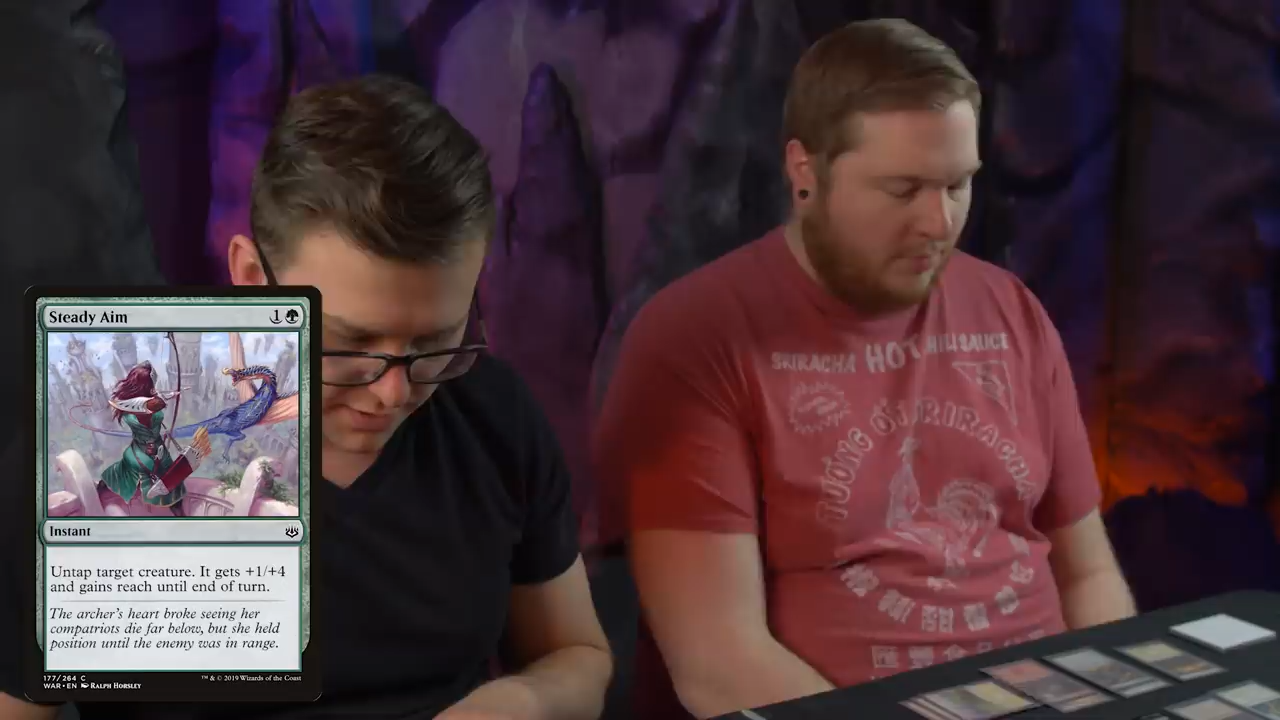 Steady Aim 1
Instant
Untap target creature. It gets +1/+4
and gains reach until end of turn.
The archer's heart broke seeing her
compatriots die far below, but she held
position until the enemy was in range.
177/264 C
WAR • EN RALPH HORSLEY
™ & © 2019 Wizards of the Coast
SRIRACHA HOT CHILI SAUCE
TƯƠNG ỚT SRIRACHA